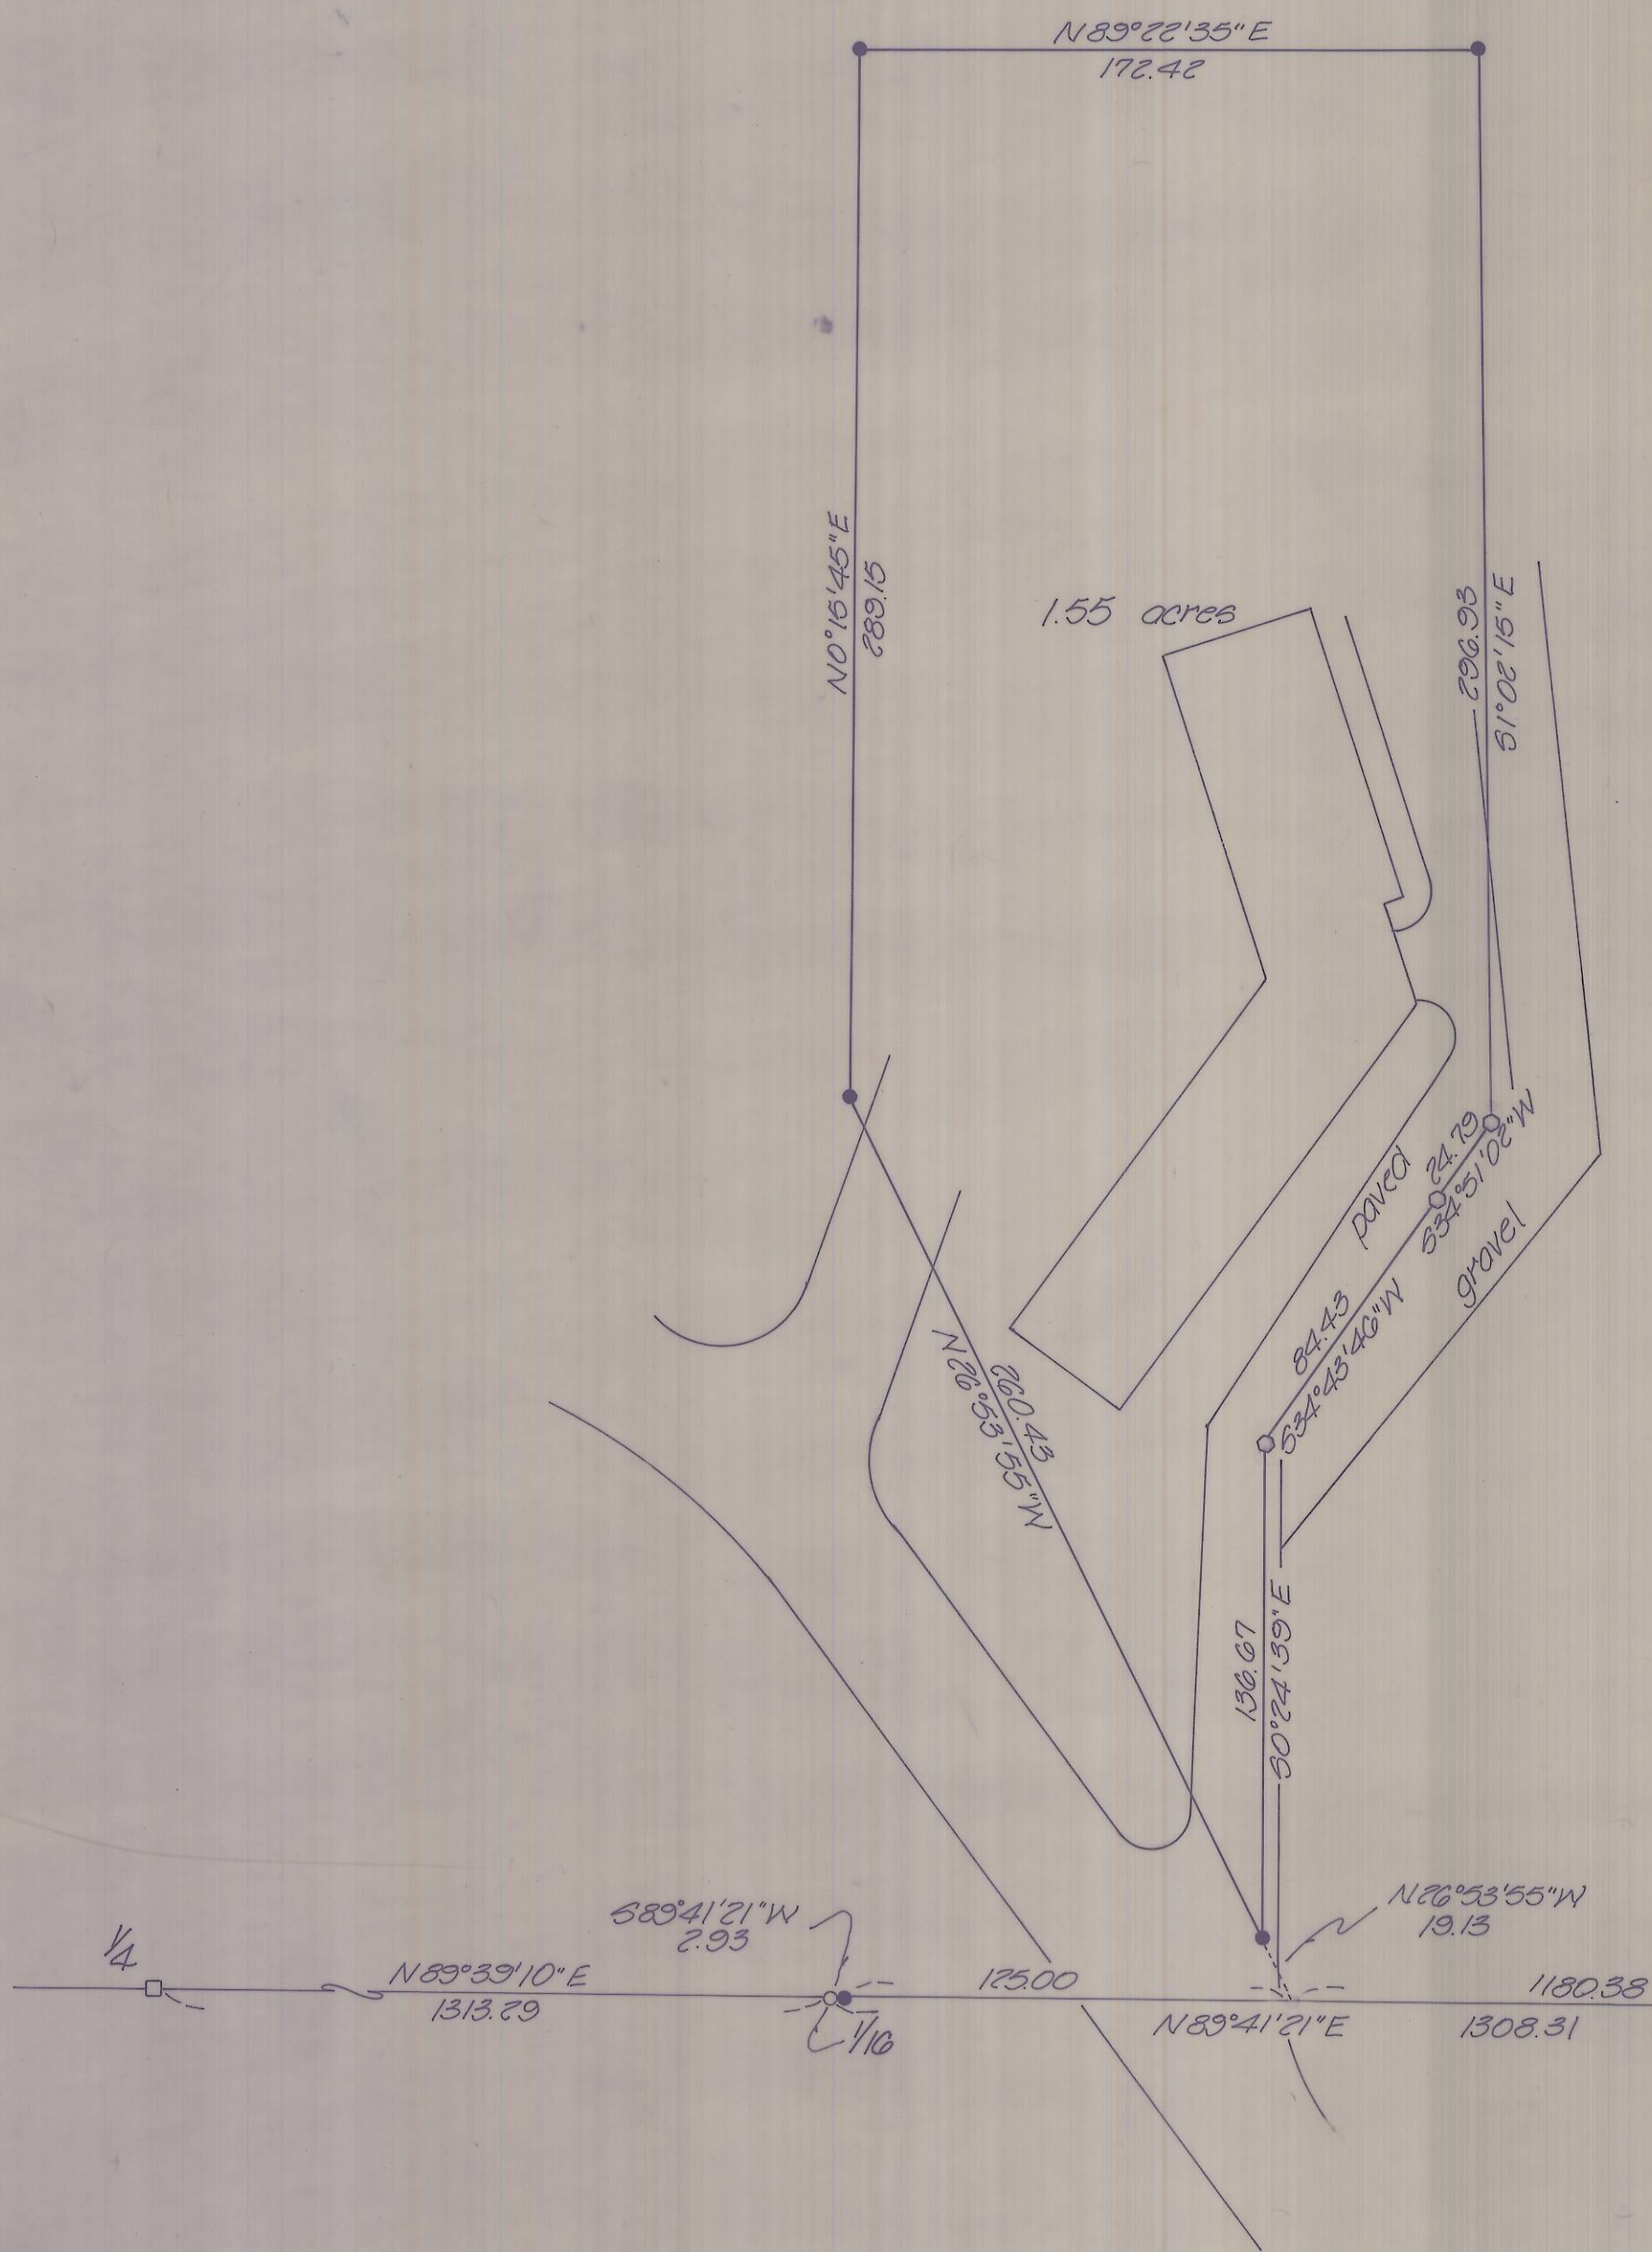 N89°22'35"E
172.42
N0°15'45"E
289.15
1.55 acres
296.93
S1°02'15"E
24.79
S34°51'02"W
paved
gravel
84.43
S34°43'46"W
260.43
N26°53'55"W
136.67
S0°24'39"E
S89°41'21"W
2.93
N26°53'55"W
19.13
1/4
N89°39'10"E
1313.29
125.00
1180.38
1/16
N89°41'21"E
1308.31